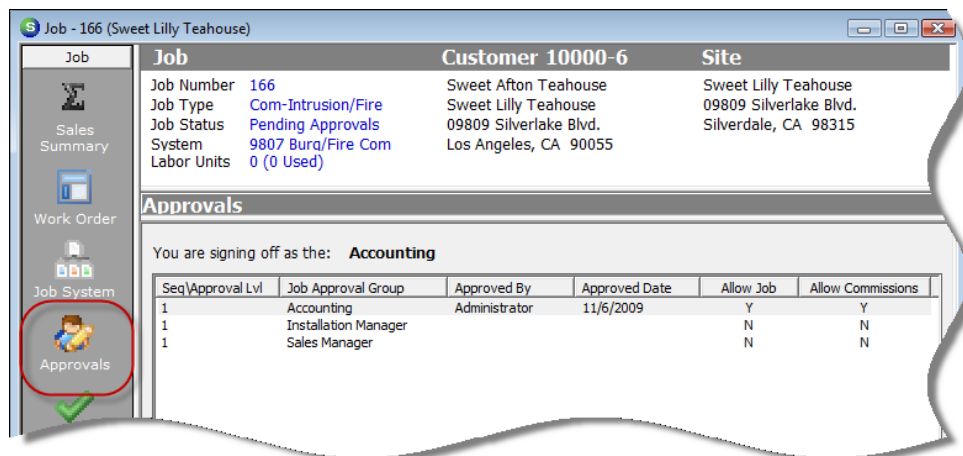 Job - 166 (Sweet Lilly Teahouse)
Job
Sales
Summary
Work Order
Job System
Approvals
Job
Customer 10000-6
Site
Job Number 166
Job Type Com-Intrusion/Fire
Job Status Pending Approvals
System 9807 Burg/Fire Com
Labor Units 0 (0 Used)
Sweet Afton Teahouse
Sweet Lilly Teahouse
09809 Silverlake Blvd.
Los Angeles, CA 90055
Sweet Lilly Teahouse
09809 Silverlake Blvd.
Silverdale, CA 98315
Approvals
You are signing off as the: Accounting
Seq\Approval Lvl Job Approval Group Approved By Approved Date Allow Job Allow Commissions
1 Accounting Administrator 11/6/2009 Y Y
1 Installation Manager N N
1 Sales Manager N N